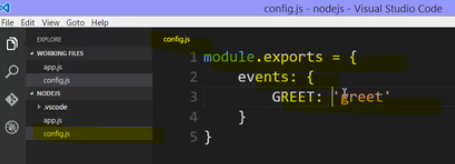 config.js - nodejs - Visual Studio Code
File Edit View Goto Help
EXPLORE
WORKING FILES
app.js
config.js
NODEJS
.vscode
app.js
config.js
config.js
1 module.exports = {
2 events: {
3 GREET: 'greet'
4 }
5 }